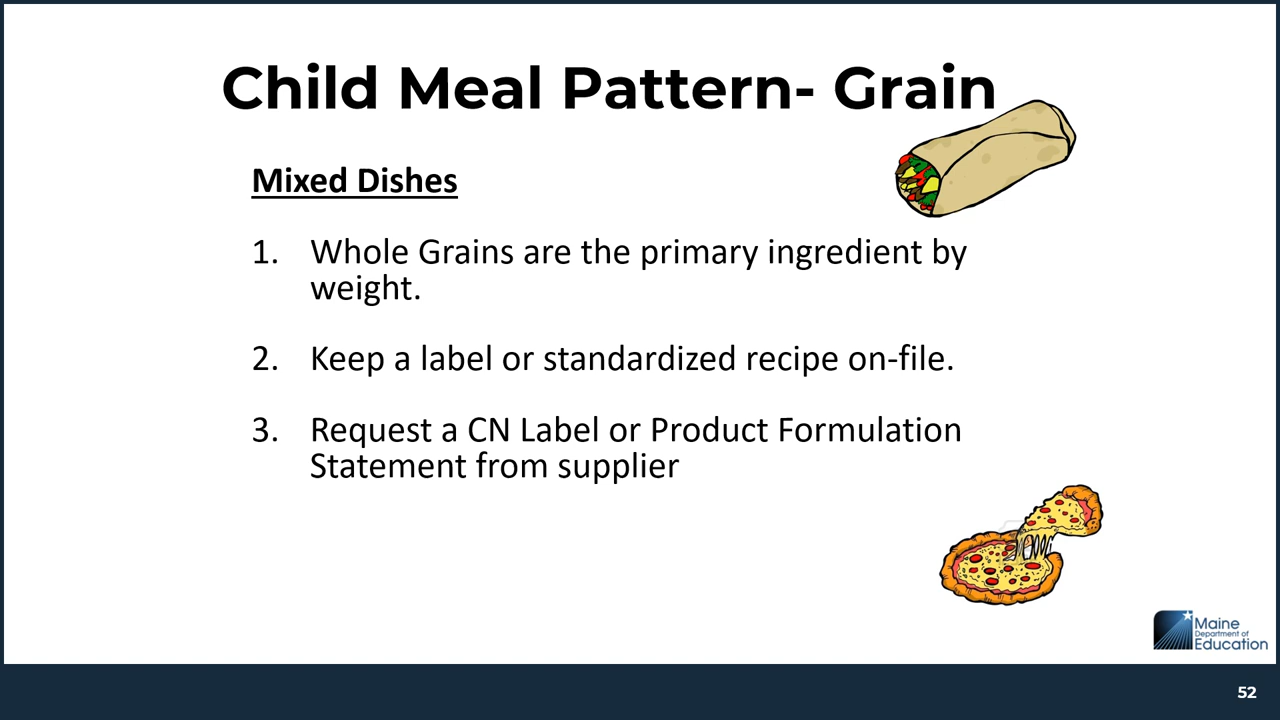 Child Meal Pattern- Grain
Mixed Dishes
1. Whole Grains are the primary ingredient by
weight.
2. Keep a label or standardized recipe on-file.
3. Request a CN Label or Product Formulation
Statement from supplier
Maine
Department of
Education
52